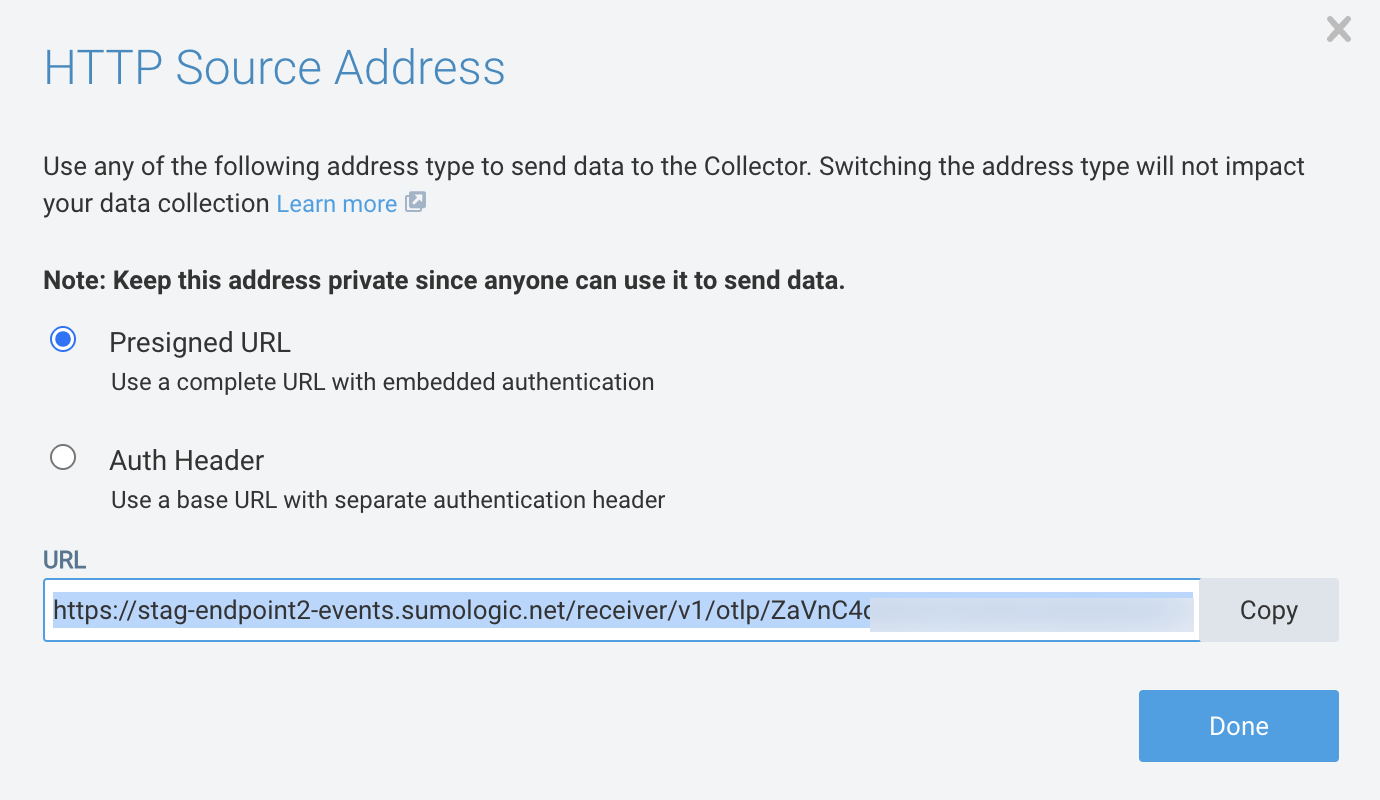 HTTP Source Address
Use any of the following address type to send data to the Collector. Switching the address type will not impact
your data collection Learn more
Note: Keep this address private since anyone can use it to send data.
Presigned URL
Use a complete URL with embedded authentication
Auth Header
Use a base URL with separate authentication header
URL
https://stag-endpoint2-events.sumologic.net/receiver/v1/otlp/ZaVnC4
Copy
Done